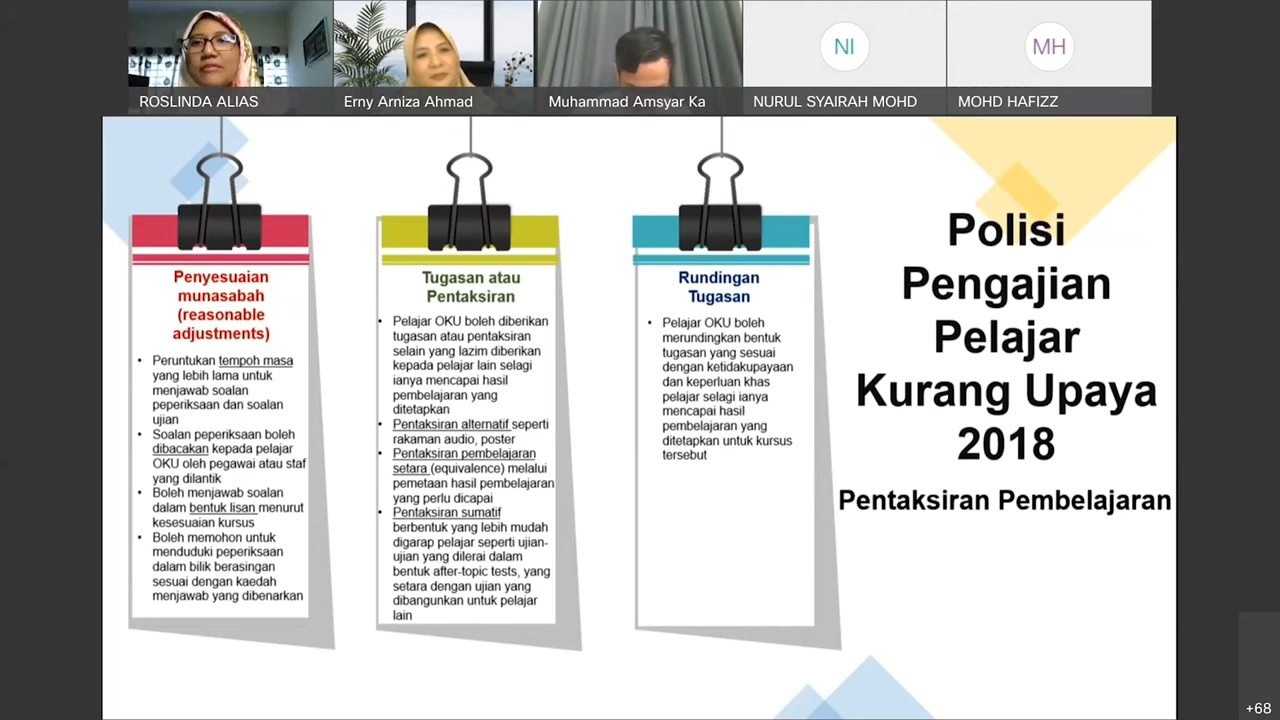 ROSLINDA ALIAS
Erny Arniza Ahmad
Muhammad Amsyar Ka
NI
NURUL SYAIRAH MOHD
MH
MOHD HAFIZZ
Penyesuaian
munasabah
(reasonable
adjustments)
• Peruntukan tempoh masa
yang lebih lama untuk
menjawab soalan
peperiksaan dan soalan
ujian
• Soalan peperiksaan boleh
dibacakan kepada pelajar
OKU oleh pegawai atau staf
yang dilantik
• Boleh menjawab soalan
dalam bentuk lisan menurut
kesesuaian kursus
• Boleh memohon untuk
menduduki peperiksaan
dalam bilik berasingan
sesuai dengan kaedah
menjawab yang dibenarkan
Tugasan atau
Pentaksiran
• Pelajar OKU boleh diberikan
tugasan atau pentaksiran
selain yang lazim diberikan
kepada pelajar lain selagi
ianya mencapai hasil
pembelajaran yang
ditetapkan
• Pentaksiran alternatif seperti
rakaman audio, poster
• Pentaksiran pembelajaran
setara (equivalence) melalui
pemetaan hasil pembelajaran
yang perlu dicapai
• Pentaksiran sumatif
berbentuk yang lebih mudah
digarap pelajar seperti ujian-
ujian yang dilerai dalam
bentuk after-topic tests, yang
setara dengan ujian yang
dibangunkan untuk pelajar
lain
Rundingan
Tugasan
• Pelajar OKU boleh
merundingkan bentuk
tugasan yang sesuai
dengan ketidakupayaan
dan keperluan khas
pelajar selagi ianya
mencapai hasil
pembelajaran yang
ditetapkan untuk kursus
tersebut
Polisi
Pengajian
Pelajar
Kurang Upaya
2018
Pentaksiran Pembelajaran
+68